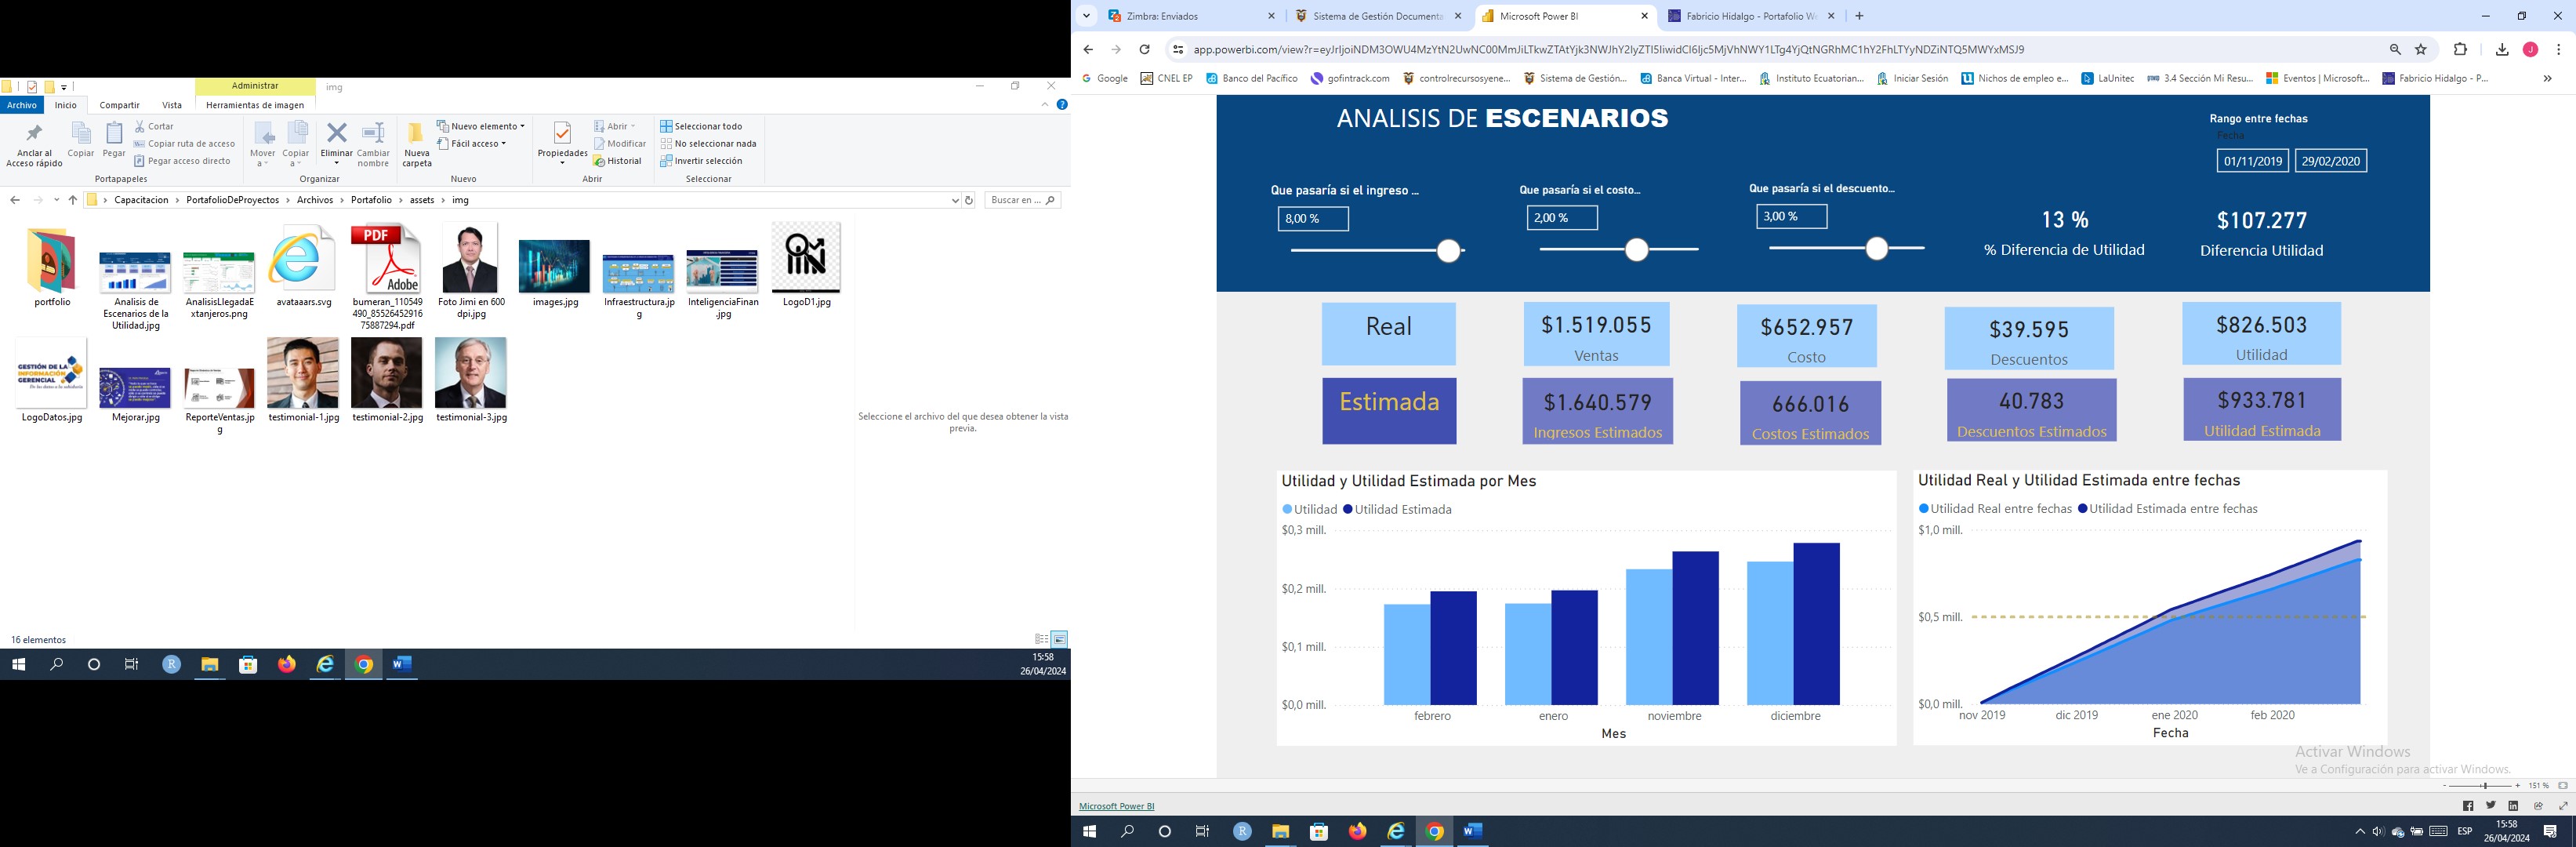 Administrar
img
Archivo
Inicio
Compartir
Vista
Herramientas de imagen
Anclar al
Acceso rápido
Copiar
Pegar
Cortar
Copiar ruta de acceso
Pegar acceso directo
Portapapeles
Mover
a
Copiar
a
Eliminar
Cambiar
nombre
Organizar
Nueva
carpeta
Nuevo elemento
Fácil acceso
Nuevo
Propiedades
Abrir
Modificar
Historial
Abrir
Seleccionar todo
No seleccionar nada
Invertir selección
Seleccionar
Capacitacion
PortafolioDeProyectos
Archivos
Portafolio
assets
img
Buscar en ...
portfolio
Analisis de
Escenarios de la
Utilidad.jpg
AnalisisLlegadaE
xtanjeros.png
avataaars.svg
PDF
Adobe
bumeran_110549
490_85526452916
75887294.pdf
Foto Jimi en 600
dpi.jpg
images.jpg
Infraestructura.jp
g
InteligenciaFinan
.jpg
LogoD1.jpg
GESTIÓN DE LA
INFORMACIÓN
GERENCIAL
LogoDatos.jpg
Mejorar.jpg
ReporteVentas.jp
g
testimonial-1.jpg
testimonial-2.jpg
testimonial-3.jpg
Seleccione el archivo del que desea obtener la vista
previa.
16 elementos
15:58
26/04/2024
Zimbra: Enviados
Sistema de Gestión Documenta
Microsoft Power BI
Fabricio Hidalgo - Portafolio W
app.powerbi.com/view?r=eyJrIjoiNDM3OWU4MzYtN2UwNC00MmJiLTkwZTAtYjk3NWJhY2IyZTI5IiwidCI6Ijc5MjVhNWY1LTg4YjQtNGRhMC1hY2FhLTYyNDZiNTQ5MWYxMSJ9
Google
CNEL EP
Banco del Pacífico
gofintrack.com
controlrecursosyene...
Sistema de Gestión...
Banca Virtual - Inter...
Instituto Ecuatorian...
Iniciar Sesión
Nichos de empleo e...
LaUnitec
3.4 Sección Mi Resu...
Eventos | Microsoft...
Fabricio Hidalgo - P...
ANALISIS DE ESCENARIOS
Rango entre fechas
Fecha
01/11/2019
29/02/2020
Que pasaría si el ingreso ...
8,00 %
Que pasaría si el costo...
2,00 %
Que pasaría si el descuento...
3,00 %
13 %
% Diferencia de Utilidad
$107.277
Diferencia Utilidad
Real
$1.519.055
Ventas
$652.957
Costo
$39.595
Descuentos
$826.503
Utilidad
Estimada
$1.640.579
Ingresos Estimados
666.016
Costos Estimados
40.783
Descuentos Estimados
$933.781
Utilidad Estimada
Utilidad y Utilidad Estimada por Mes
Utilidad
Utilidad Estimada
$0,3 mill.
$0,2 mill.
$0,1 mill.
$0,0 mill.
febrero
enero
noviembre
diciembre
Mes
Utilidad Real y Utilidad Estimada entre fechas
Utilidad Real entre fechas
Utilidad Estimada entre fechas
$1,0 mill.
$0,5 mill.
$0,0 mill.
nov 2019
dic 2019
ene 2020
feb 2020
Fecha
Activar Windows
Ve a Configuración para activar Windows.
151 %
Microsoft Power BI
ESP
15:58
26/04/2024